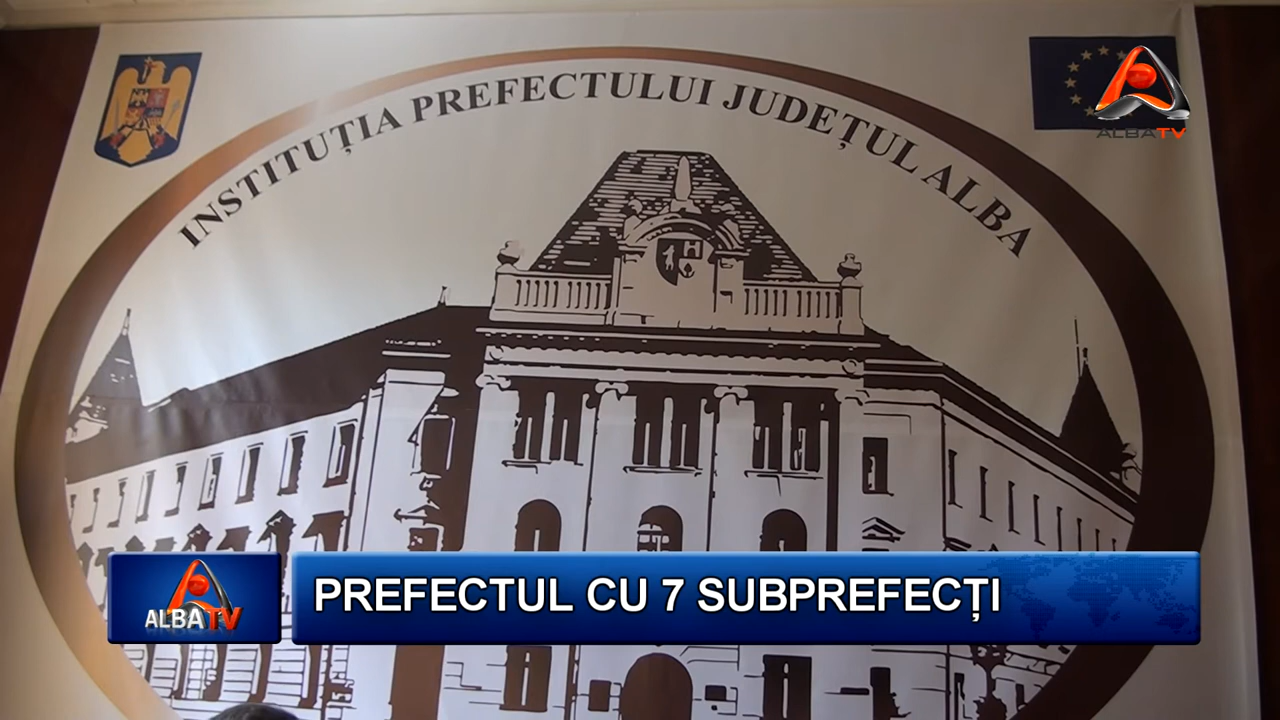 INSTITUȚIA PREFECTULUI JUDEȚUL ALBA
ALBATV
ALBATV
PREFECTUL CU 7 SUBPREFECȚI